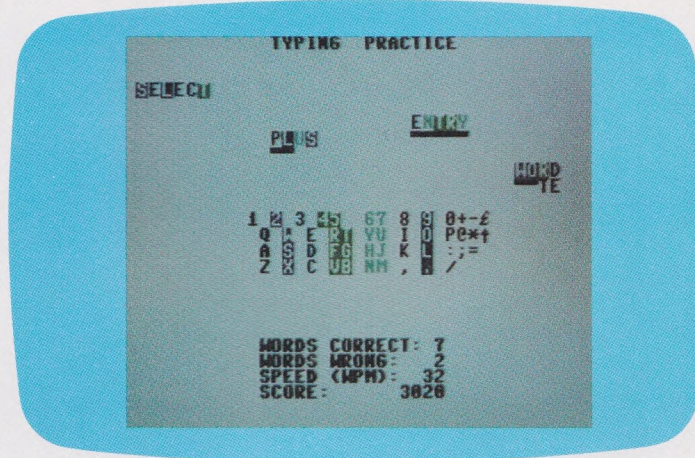 TYPING PRACTICE
SELECT
ENTRY
PLUS
WORD
TE
1 2 3 45 67 8 9 0+-£
Q W E RT YU I O P@*↑
A S D FG HJ K L :;=
Z X C VB NM , . /
WORDS CORRECT: 7
WORDS WRONG: 2
SPEED (WPM): 32
SCORE: 3020